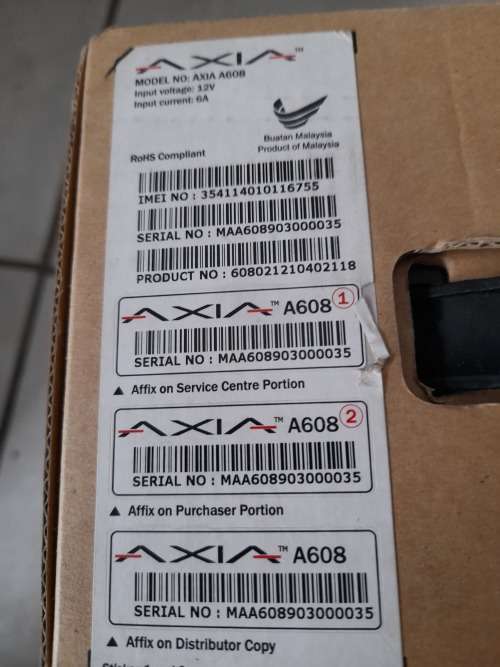 AXIA™
MODEL NO: AXIA A608
Input voltage: 12V
Input current: 6A
Buatan Malaysia
Product of Malaysia
RoHS Compliant
IMEI NO : 354114010116755
SERIAL NO : MAA608903000035
PRODUCT NO : 608021210402118
AXIA™ A608 1
SERIAL NO : MAA608903000035
▲ Affix on Service Centre Portion
AXIA™ A608 2
SERIAL NO : MAA608903000035
▲ Affix on Purchaser Portion
AXIA™ A608
SERIAL NO : MAA608903000035
▲ Affix on Distributor Copy